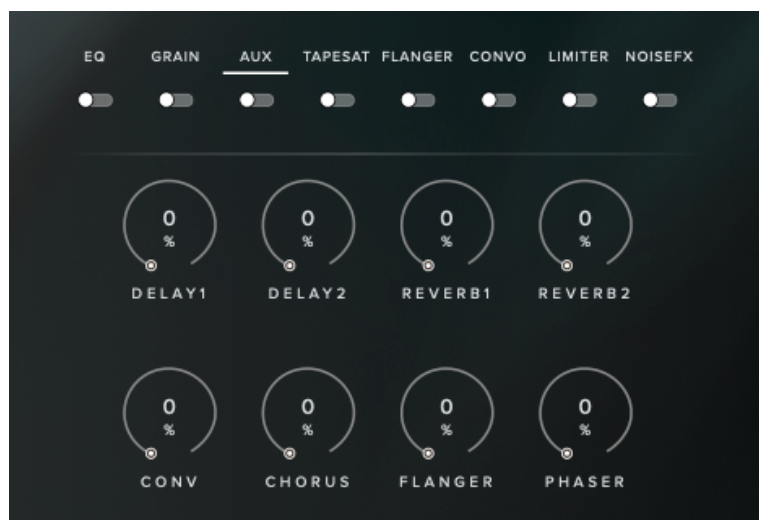 EQ GRAIN AUX TAPESAT FLANGER CONVO LIMITER NOISEFX
0 0 0 0
% % % %
DELAY1 DELAY2 REVERB1 REVERB2
0 0 0 0
% % % %
CONV CHORUS FLANGER PHASER